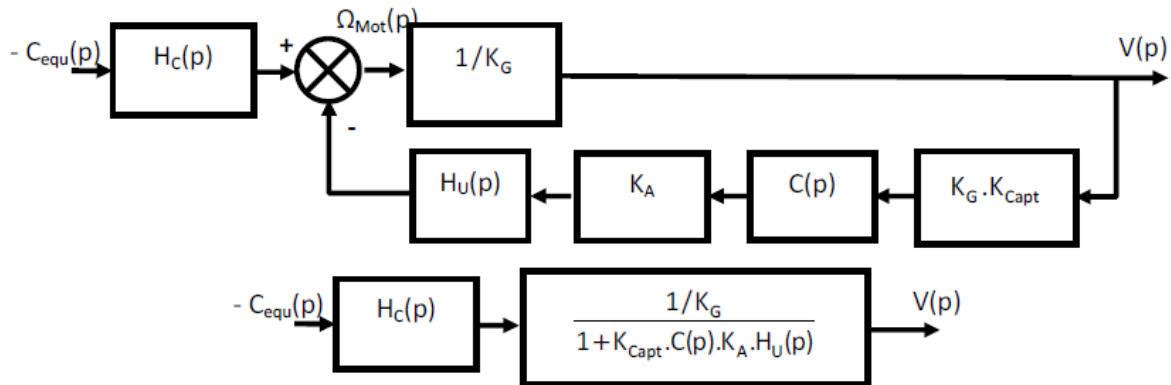 Ω_Mot(p)
- C_equ(p) H_C(p) + 1/K_G V(p)
-
H_U(p) K_A C(p) K_G.K_Capt
- C_equ(p) H_C(p) 1/K_G V(p)
1+K_Capt.C(p).K_A.H_U(p)